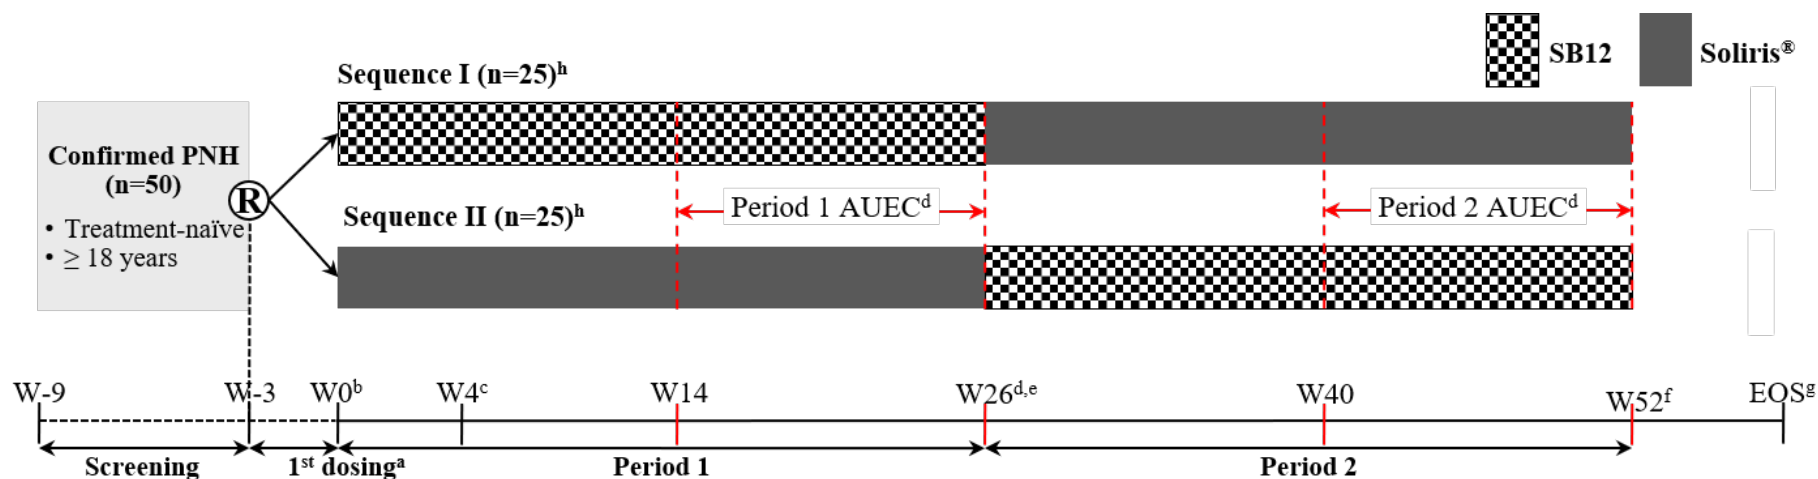 SB12
Soliris®
Sequence I (n=25)h
Confirmed PNH
(n=50)
• Treatment-naïve
• ≥ 18 years
R
Period 1 AUECd
Period 2 AUECd
Sequence II (n=25)h
W-9
W-3
W0b
W4c
W14
W26d,e
W40
W52f
EOSg
Screening
1st dosinga
Period 1
Period 2